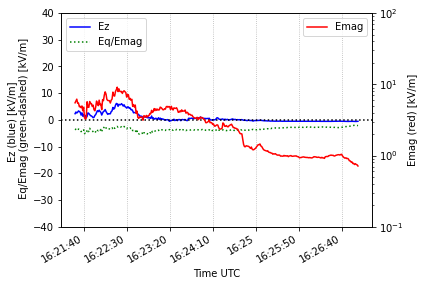 Ez
Eq/Emag
Emag
40
30
20
10
0
−10
−20
−30
−40
10²
10¹
10⁰
10⁻¹
Ez (blue) [kV/m]
Eq/Emag (green-dashed) [kV/m]
Emag (red) [kV/m]
16:21:40
16:22:30
16:23:20
16:24:10
16:25
16:25:50
16:26:40
Time UTC